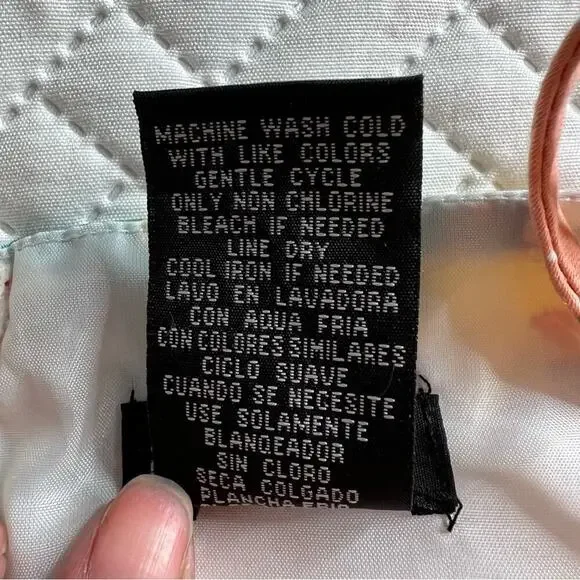 MACHINE WASH COLD
WITH LIKE COLORS
GENTLE CYCLE
ONLY NON CHLORINE
BLEACH IF NEEDED
LINE DRY
COOL IRON IF NEEDED
LAVO EN LAVADORA
CON AQUA FRIA
CON COLORES SIMILARES
CICLO SUAVE
CUANDO SE NECESITE
USE SOLAMENTE
BLANQEADOR
SIN CLORO
SECA COLGADO
PLANCHA FRIO